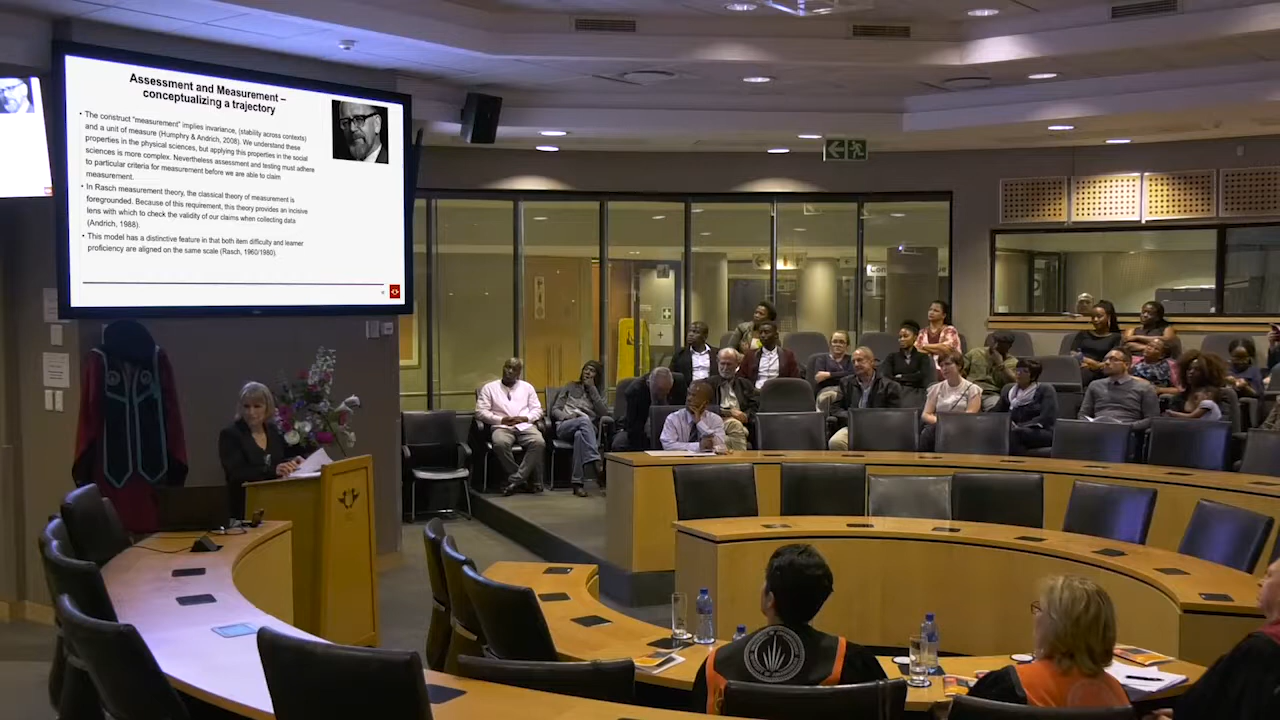 Assessment and Measurement –
conceptualizing a trajectory
• The construct "measurement" implies invariance, (stability across contexts)
and a unit of measure (Humphry & Andrich, 2008). We understand these
properties in the physical sciences, but applying this properties in the social
sciences is more complex. Nevertheless assessment and testing must adhere
to particular criteria for measurement before we are able to claim
measurement.
• In Rasch measurement theory, the classical theory of measurement is
foregrounded. Because of this requirement, this theory provides an incisive
lens with which to check the validity of our claims when collecting data
(Andrich, 1988).
• This model has a distinctive feature in that both item difficulty and learner
proficiency are aligned on the same scale (Rasch, 1960/1980).